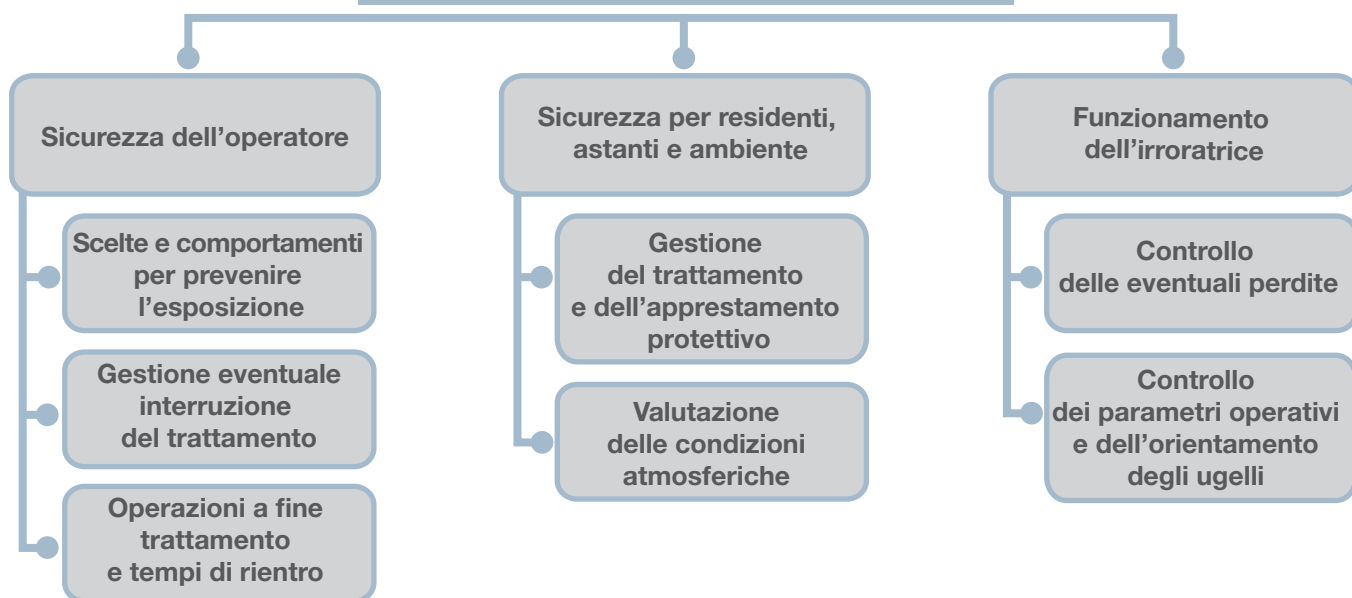 Sicurezza dell’operatore
Scelte e comportamenti
per prevenire
l’esposizione
Gestione eventuale
interruzione
del trattamento
Operazioni a fine
trattamento
e tempi di rientro
Sicurezza per residenti,
astanti e ambiente
Gestione
del trattamento
e dell’apprestamento
protettivo
Valutazione
delle condizioni
atmosferiche
Funzionamento
dell’irroratrice
Controllo
delle eventuali perdite
Controllo
dei parametri operativi
e dell’orientamento
degli ugelli